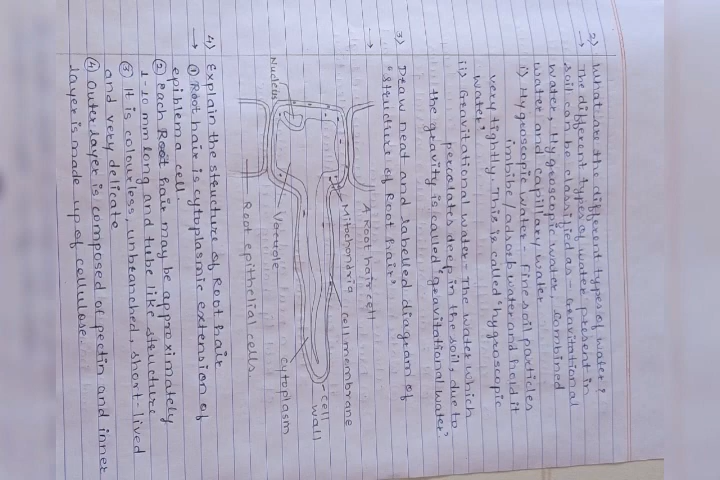 2) What are the different types of water?
→ The different types of water present in
soil can be classified as - Gravitational
water, Hygroscopic water, Combined
water and capillary water
i) Hygroscopic water - fine soil particles
imbibe/adsorb water and hold it
very tightly. This is called 'hygroscopic
water'
ii) Gravitational water - The water which
percolates deep in the soil, due to
the gravity is called 'gravitational water'
3) Draw neat and labelled diagram of
"Structure of Root hair"
→
A Root hair cell
Mitochondria
cell membrane
Nucleus
Vacuole
Cytoplasm
Cell
wall
Root epithelial cells
4) Explain the structure of Root hair
→ ① Root hair is cytoplasmic extension of
epiblema cell
② each Root hair may be approximately
1-10 mm long and tube like structure
③ It is colourless, unbranched, short-lived
and very delicate
④ Outer layer is composed of pectin and inner
layer is made up of cellulose.